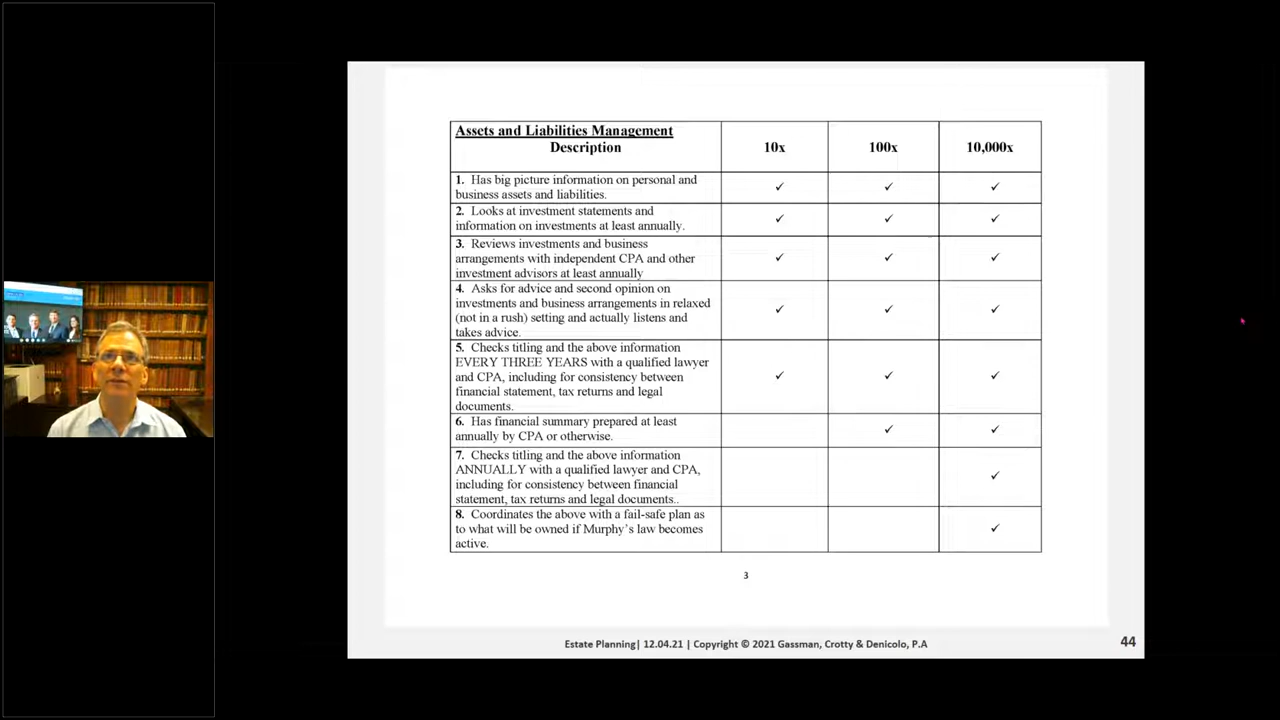 Assets and Liabilities Management
Description
10x
100x
10,000x
1. Has big picture information on personal and
business assets and liabilities.
✓ ✓ ✓
2. Looks at investment statements and
information on investments at least annually.
✓ ✓ ✓
3. Reviews investments and business
arrangements with independent CPA and other
investment advisors at least annually
✓ ✓ ✓
4. Asks for advice and second opinion on
investments and business arrangements in relaxed
(not in a rush) setting and actually listens and
takes advice.
✓ ✓ ✓
5. Checks titling and the above information
EVERY THREE YEARS with a qualified lawyer
and CPA, including for consistency between
financial statement, tax returns and legal
documents.
✓ ✓ ✓
6. Has financial summary prepared at least
annually by CPA or otherwise.
✓ ✓
7. Checks titling and the above information
ANNUALLY with a qualified lawyer and CPA,
including for consistency between financial
statement, tax returns and legal documents..
✓
8. Coordinates the above with a fail-safe plan as
to what will be owned if Murphy's law becomes
active.
✓
3
Estate Planning| 12.04.21 | Copyright © 2021 Gassman, Crotty & Denicolo, P.A
44